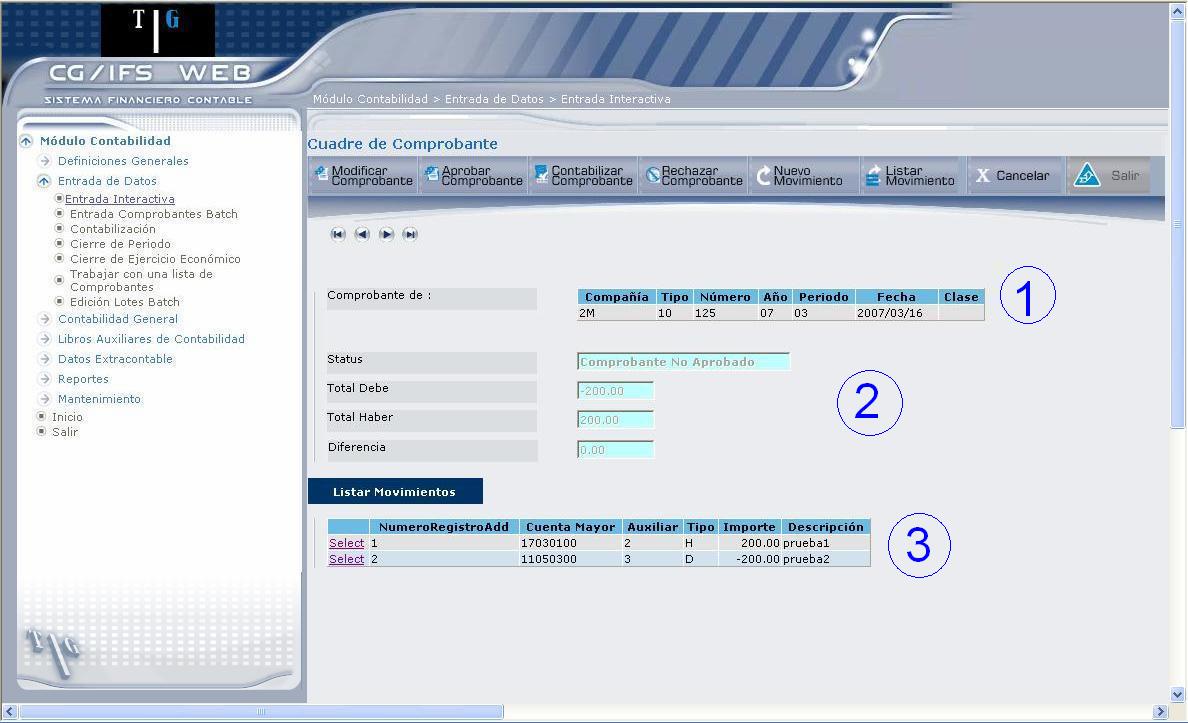 T G
CG/IFS WEB
SISTEMA FINANCIERO CONTABLE
Módulo Contabilidad > Entrada de Datos > Entrada Interactiva
Módulo Contabilidad
Definiciones Generales
Entrada de Datos
Entrada Interactiva
Entrada Comprobantes Batch
Contabilización
Cierre de Periodo
Cierre de Ejercicio Económico
Trabajar con una lista de
Comprobantes
Edición Lotes Batch
Contabilidad General
Libros Auxiliares de Contabilidad
Datos Extracontable
Reportes
Mantenimiento
Inicio
Salir
T G
Cuadre de Comprobante
Modificar Comprobante Aprobar Comprobante Contabilizar Comprobante Rechazar Comprobante Nuevo Movimiento Listar Movimiento X Cancelar Salir
Comprobante de :
Compañía Tipo Número Año Periodo Fecha Clase
2M 10 125 07 03 2007/03/16
1
Status Comprobante No Aprobado
Total Debe -200.00
Total Haber 200.00
Diferencia 0.00
2
Listar Movimientos
NumeroRegistroAdd Cuenta Mayor Auxiliar Tipo Importe Descripción
Select 1 17030100 2 H 200.00 prueba1
Select 2 11050300 3 D -200.00 prueba2
3